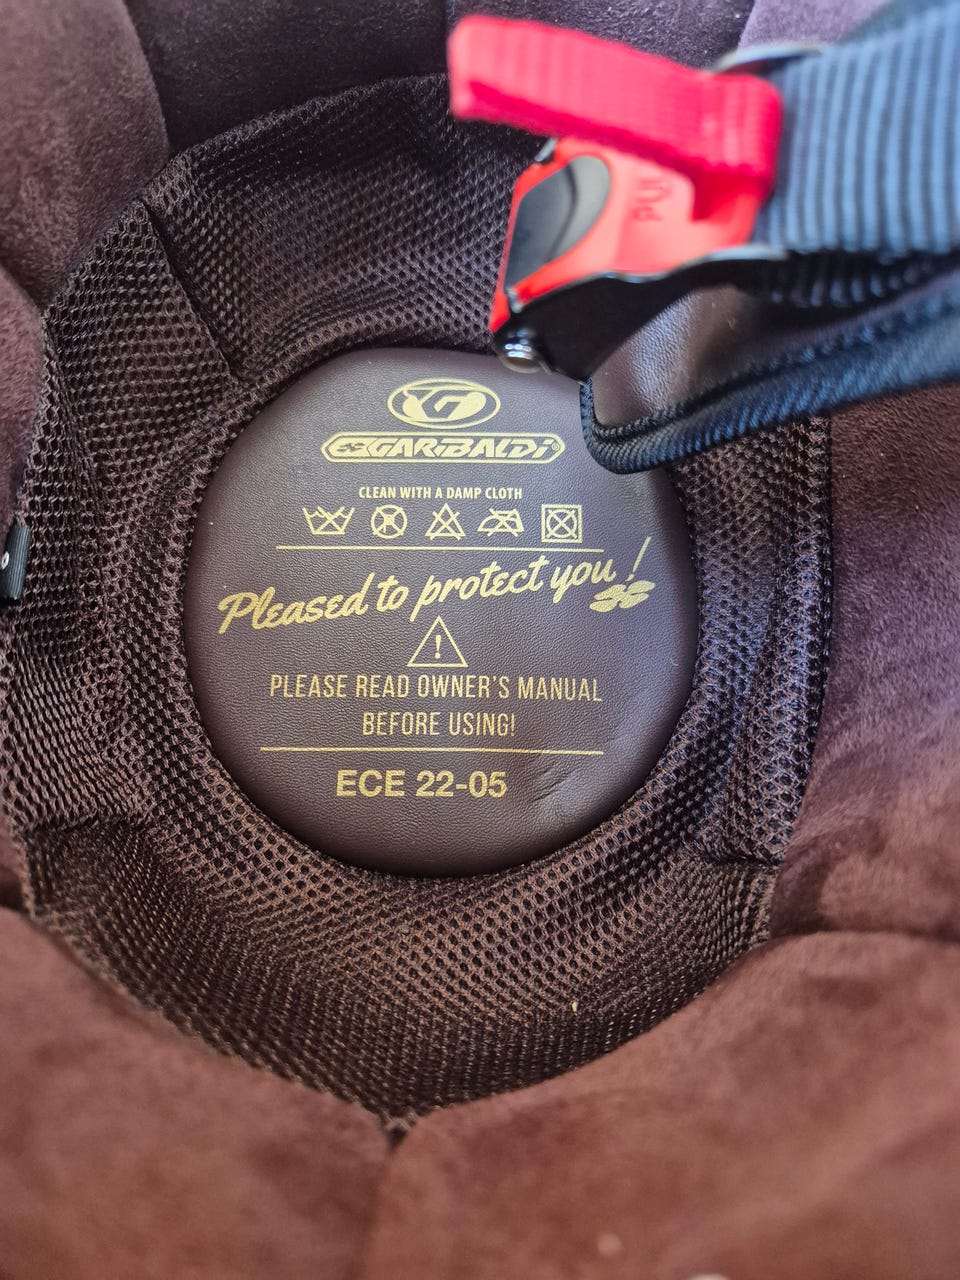 G
GARIBALDI®
CLEAN WITH A DAMP CLOTH
Pleased to protect you!
!
PLEASE READ OWNER'S MANUAL
BEFORE USING!
ECE 22-05